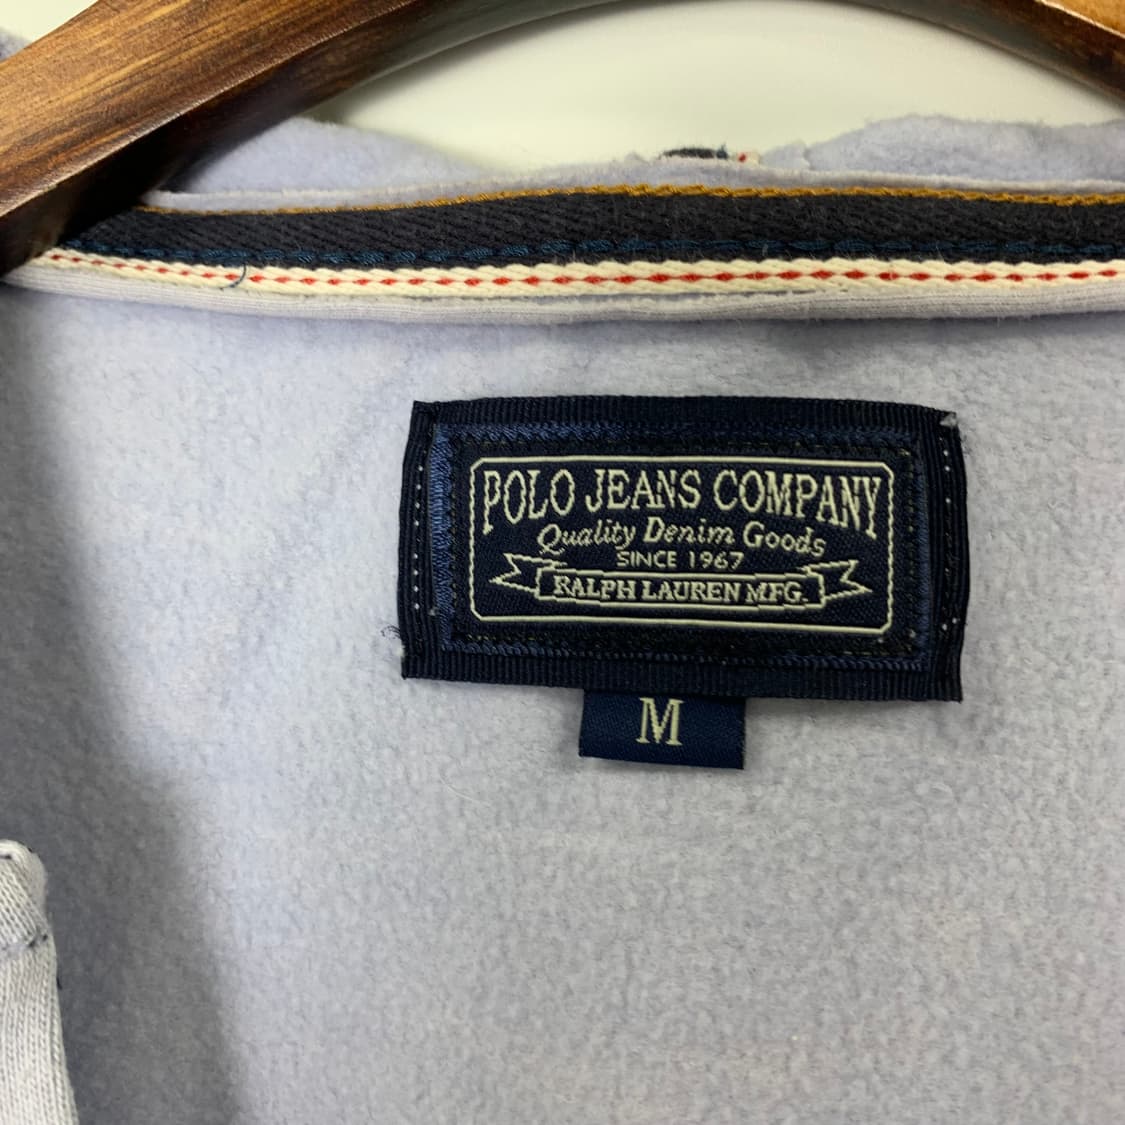 POLO JEANS COMPANY
Quality Denim Goods
SINCE 1967
RALPH LAUREN MFG.
M